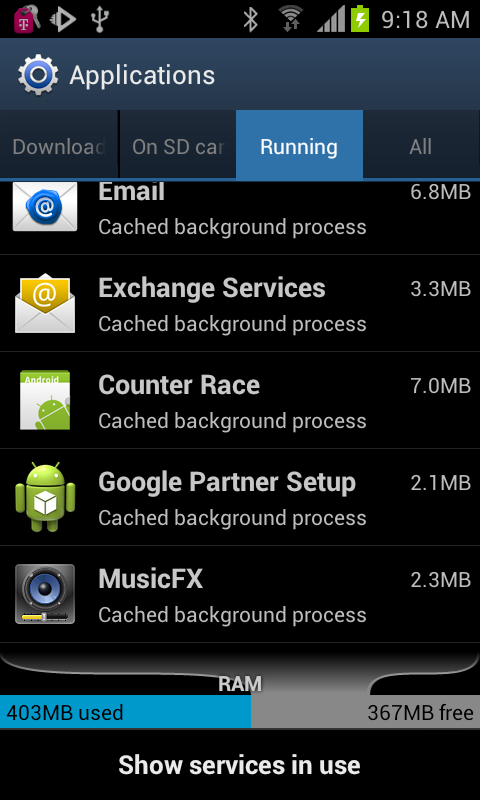 9:18 AM
Applications
Download
On SD car
Running
All
Email 6.8MB
Cached background process
Exchange Services 3.3MB
Cached background process
Android
Counter Race 7.0MB
Cached background process
Google Partner Setup 2.1MB
Cached background process
MusicFX 2.3MB
Cached background process
RAM
403MB used 367MB free
Show services in use